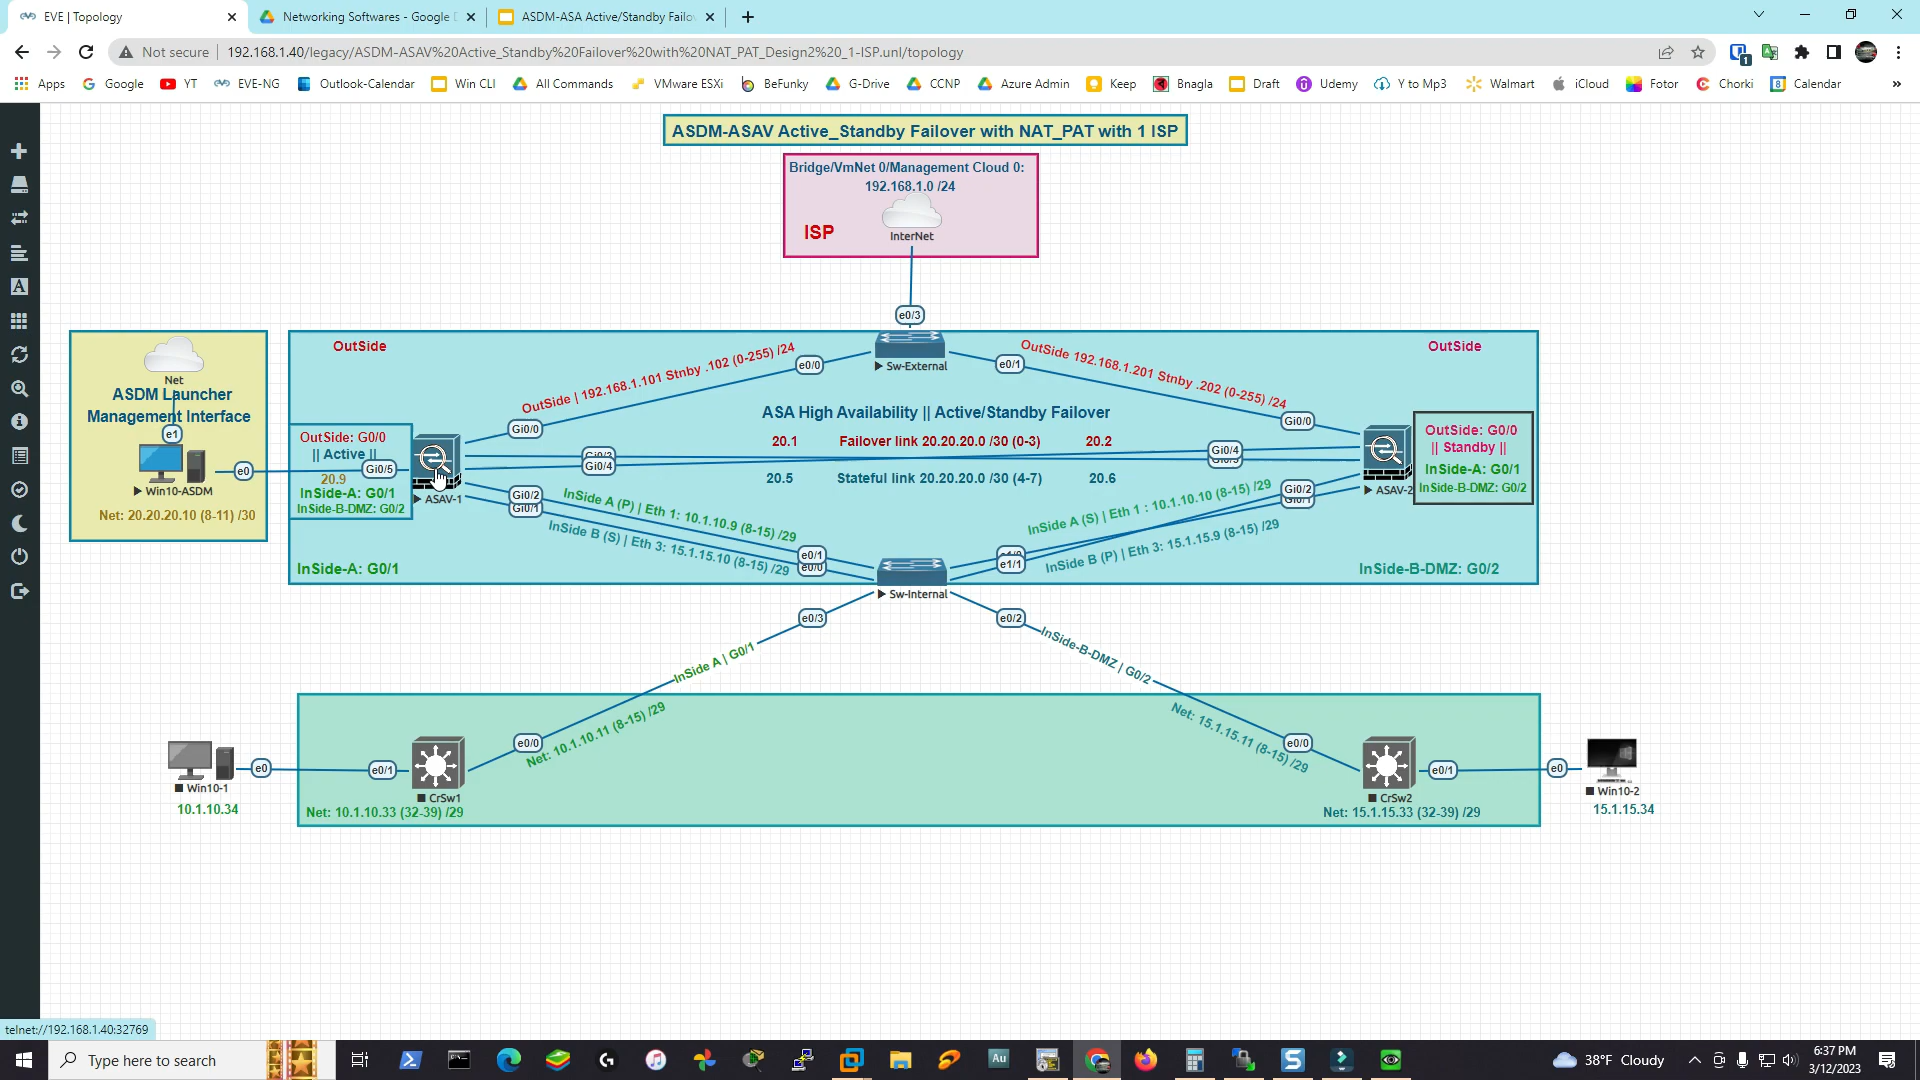 EVE | Topology
Networking Softwares - Google D
ASDM-ASA Active/Standby Failov
Not secure
192.168.1.40/legacy/ASDM-ASAV%20Active_Standby%20Failover%20with%20NAT_PAT_Design2%20_1-ISP.unl/topology
Apps
Google
YT
EVE-NG
Outlook-Calendar
Win CLI
All Commands
VMware ESXi
BeFunky
G-Drive
CCNP
Azure Admin
Keep
Bnagla
Draft
Udemy
Y to Mp3
Walmart
iCloud
Fotor
Chorki
Calendar
ASDM-ASAV Active_Standby Failover with NAT_PAT with 1 ISP
Bridge/VmNet 0/Management Cloud 0:
192.168.1.0 /24
ISP
InterNet
e0/3
OutSide
OutSide
Sw-External
e0/0
e0/1
OutSide | 192.168.1.101 Stnby .102 (0-255) /24
OutSide 192.168.1.201 Stnby .202 (0-255) /24
Net
ASDM Launcher
Management Interface
e1
e0
Win10-ASDM
Net: 20.20.20.10 (8-11) /30
OutSide: G0/0
|| Active ||
20.9
Gi0/5
InSide-A: G0/1
InSide-B-DMZ: G0/2
ASAV-1
Gi0/0
ASA High Availability || Active/Standby Failover
20.1
Failover link 20.20.20.0 /30 (0-3)
20.2
20.5
Stateful link 20.20.20.0 /30 (4-7)
20.6
Gi0/4
Gi0/4
Gi0/0
OutSide: G0/0
|| Standby ||
InSide-A: G0/1
InSide-B-DMZ: G0/2
ASAV-2
Gi0/2
Gi0/1
Gi0/2
Gi0/1
InSide A (P) | Eth 1: 10.1.10.9 (8-15) /29
InSide B (S) | Eth 3: 15.1.15.10 (8-15) /29
InSide A (S) | Eth 1 : 10.1.10.10 (8-15) /29
InSide B (P) | Eth 3: 15.1.15.9 (8-15) /29
e0/1
e0/0
e1/1
InSide-A: G0/1
InSide-B-DMZ: G0/2
Sw-Internal
e0/3
e0/2
InSide A | G0/1
InSide-B-DMZ | G0/2
Net: 10.1.10.11 (8-15) /29
Net: 15.1.15.11 (8-15) /29
e0/0
e0/0
e0
e0/1
e0/1
e0
Win10-1
10.1.10.34
CrSw1
Net: 10.1.10.33 (32-39) /29
CrSw2
Net: 15.1.15.33 (32-39) /29
Win10-2
15.1.15.34
telnet://192.168.1.40:32769
Type here to search
38°F Cloudy
6:37 PM
3/12/2023